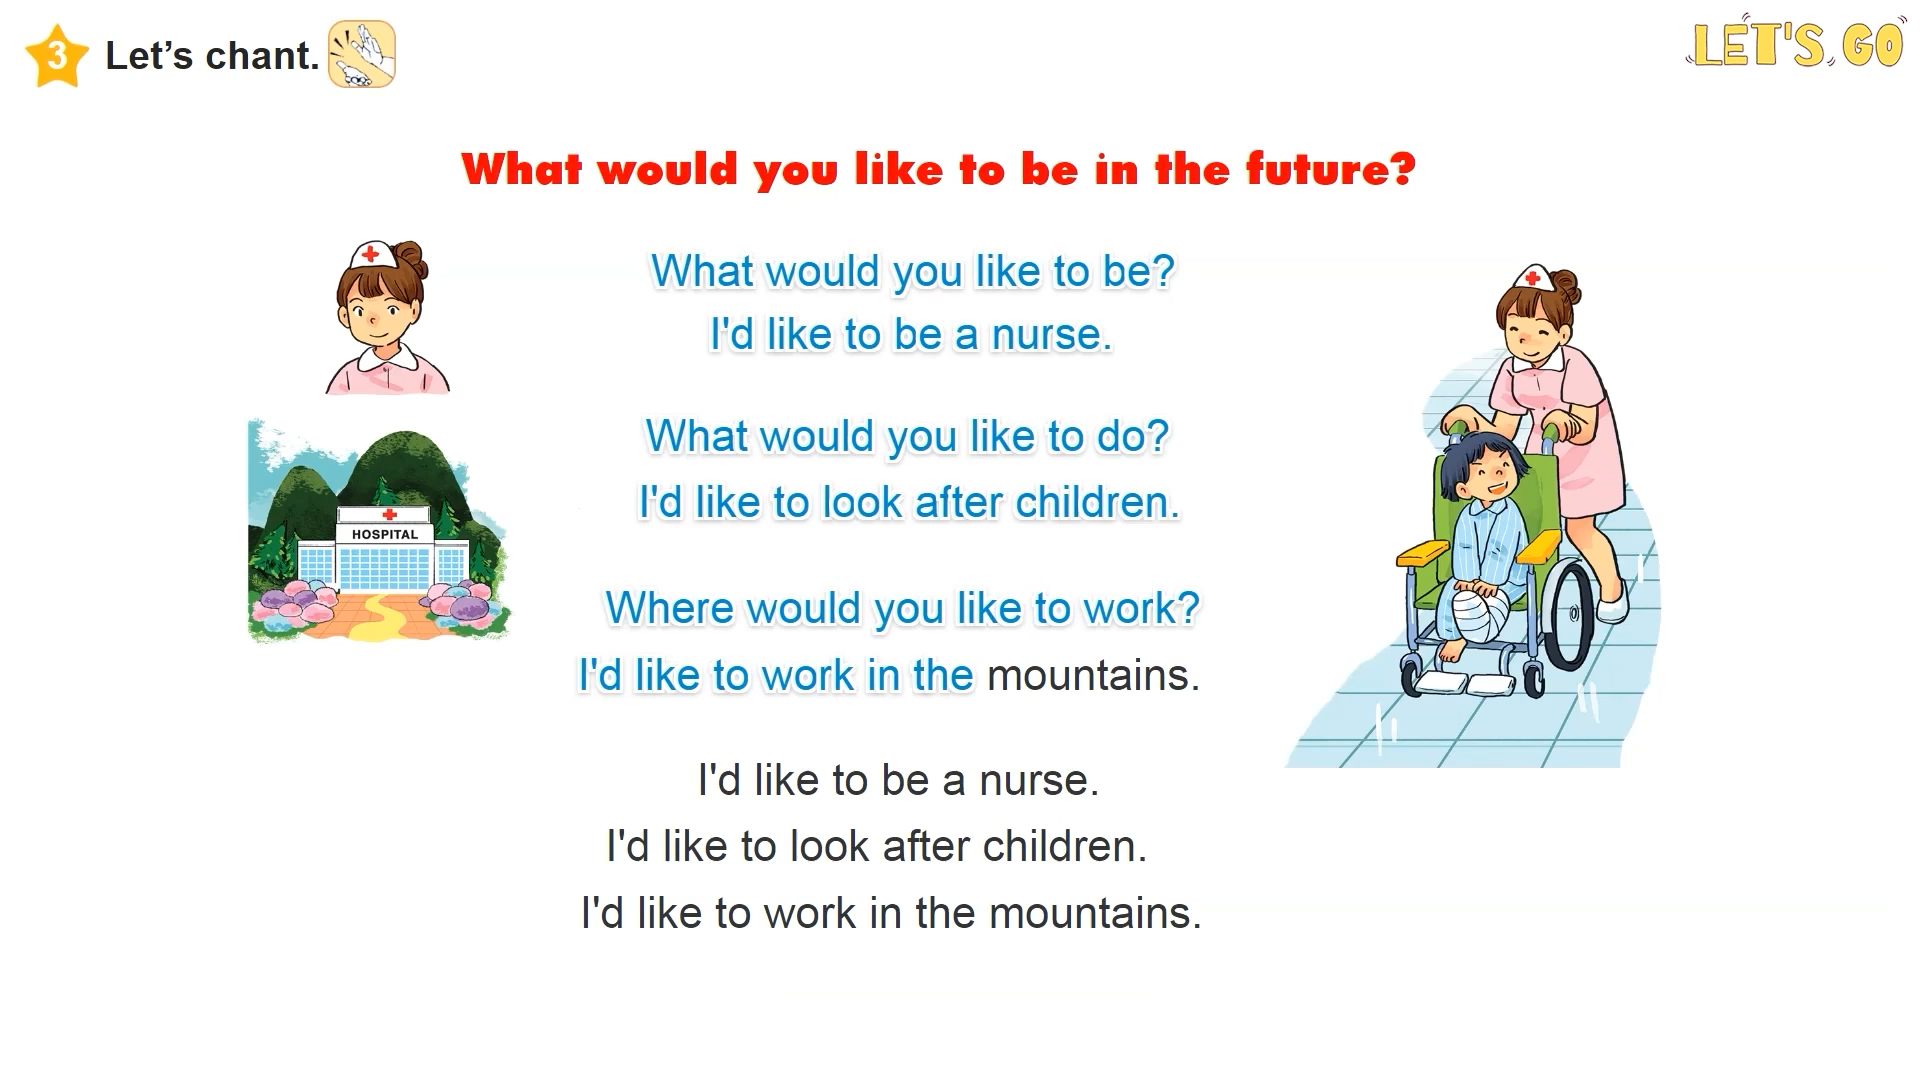 3 Let’s chant.
LET'S GO
What would you like to be in the future?
What would you like to be?
I'd like to be a nurse.
What would you like to do?
I'd like to look after children.
HOSPITAL
Where would you like to work?
I'd like to work in the mountains.
I'd like to be a nurse.
I'd like to look after children.
I'd like to work in the mountains.